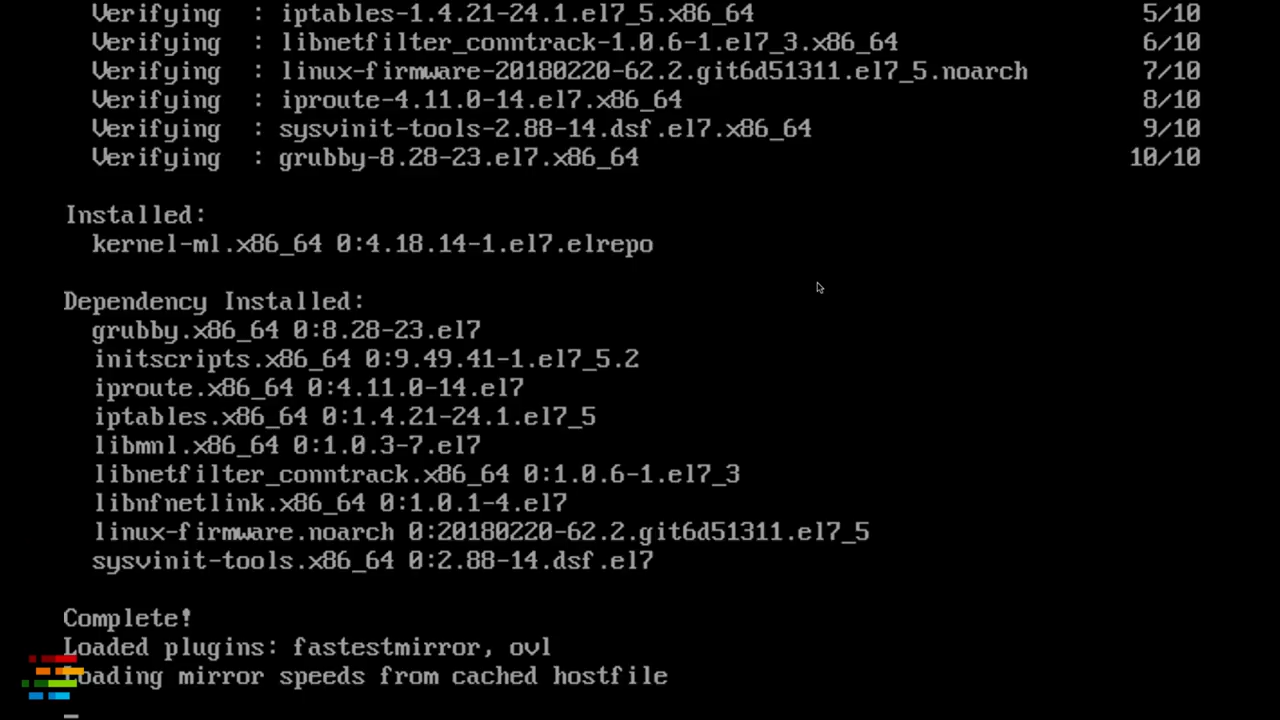 Verifying : iptables-1.4.21-24.1.el7_5.x86_64 5/10
Verifying : libnetfilter_conntrack-1.0.6-1.el7_3.x86_64 6/10
Verifying : linux-firmware-20180220-62.2.git6d51311.el7_5.noarch 7/10
Verifying : iproute-4.11.0-14.el7.x86_64 8/10
Verifying : sysvinit-tools-2.88-14.dsf.el7.x86_64 9/10
Verifying : grubby-8.28-23.el7.x86_64 10/10
Installed:
kernel-ml.x86_64 0:4.18.14-1.el7.elrepo
Dependency Installed:
grubby.x86_64 0:8.28-23.el7
initscripts.x86_64 0:9.49.41-1.el7_5.2
iproute.x86_64 0:4.11.0-14.el7
iptables.x86_64 0:1.4.21-24.1.el7_5
libmnl.x86_64 0:1.0.3-7.el7
libnetfilter_conntrack.x86_64 0:1.0.6-1.el7_3
libnfnetlink.x86_64 0:1.0.1-4.el7
linux-firmware.noarch 0:20180220-62.2.git6d51311.el7_5
sysvinit-tools.x86_64 0:2.88-14.dsf.el7
Complete!
Loaded plugins: fastestmirror, ovl
Loading mirror speeds from cached hostfile